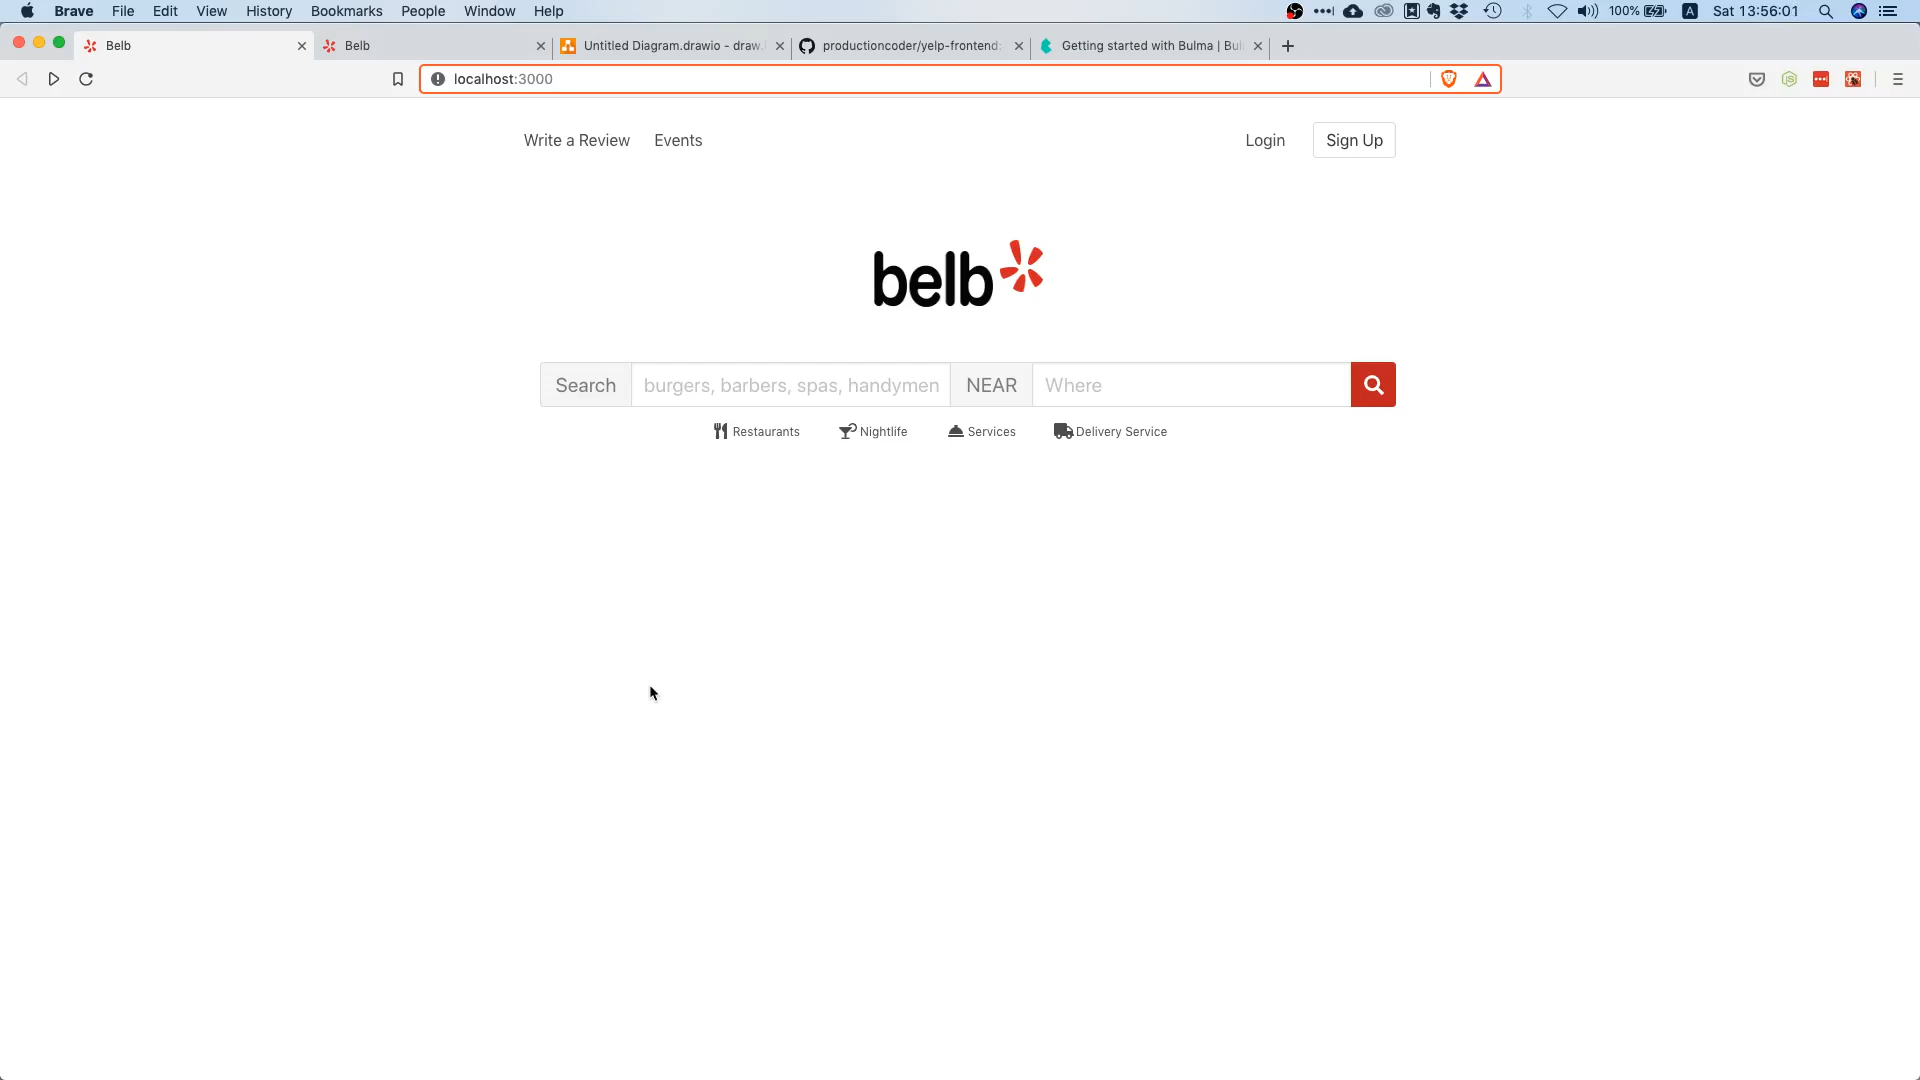 Brave File Edit View History Bookmarks People Window Help 100% A Sat 13:56:01
Belb Belb Untitled Diagram.drawio - draw. productioncoder/yelp-frontend: Getting started with Bulma | Bul
localhost:3000
Write a Review Events Login Sign Up
belb
Search burgers, barbers, spas, handymen NEAR Where
Restaurants Nightlife Services Delivery Service